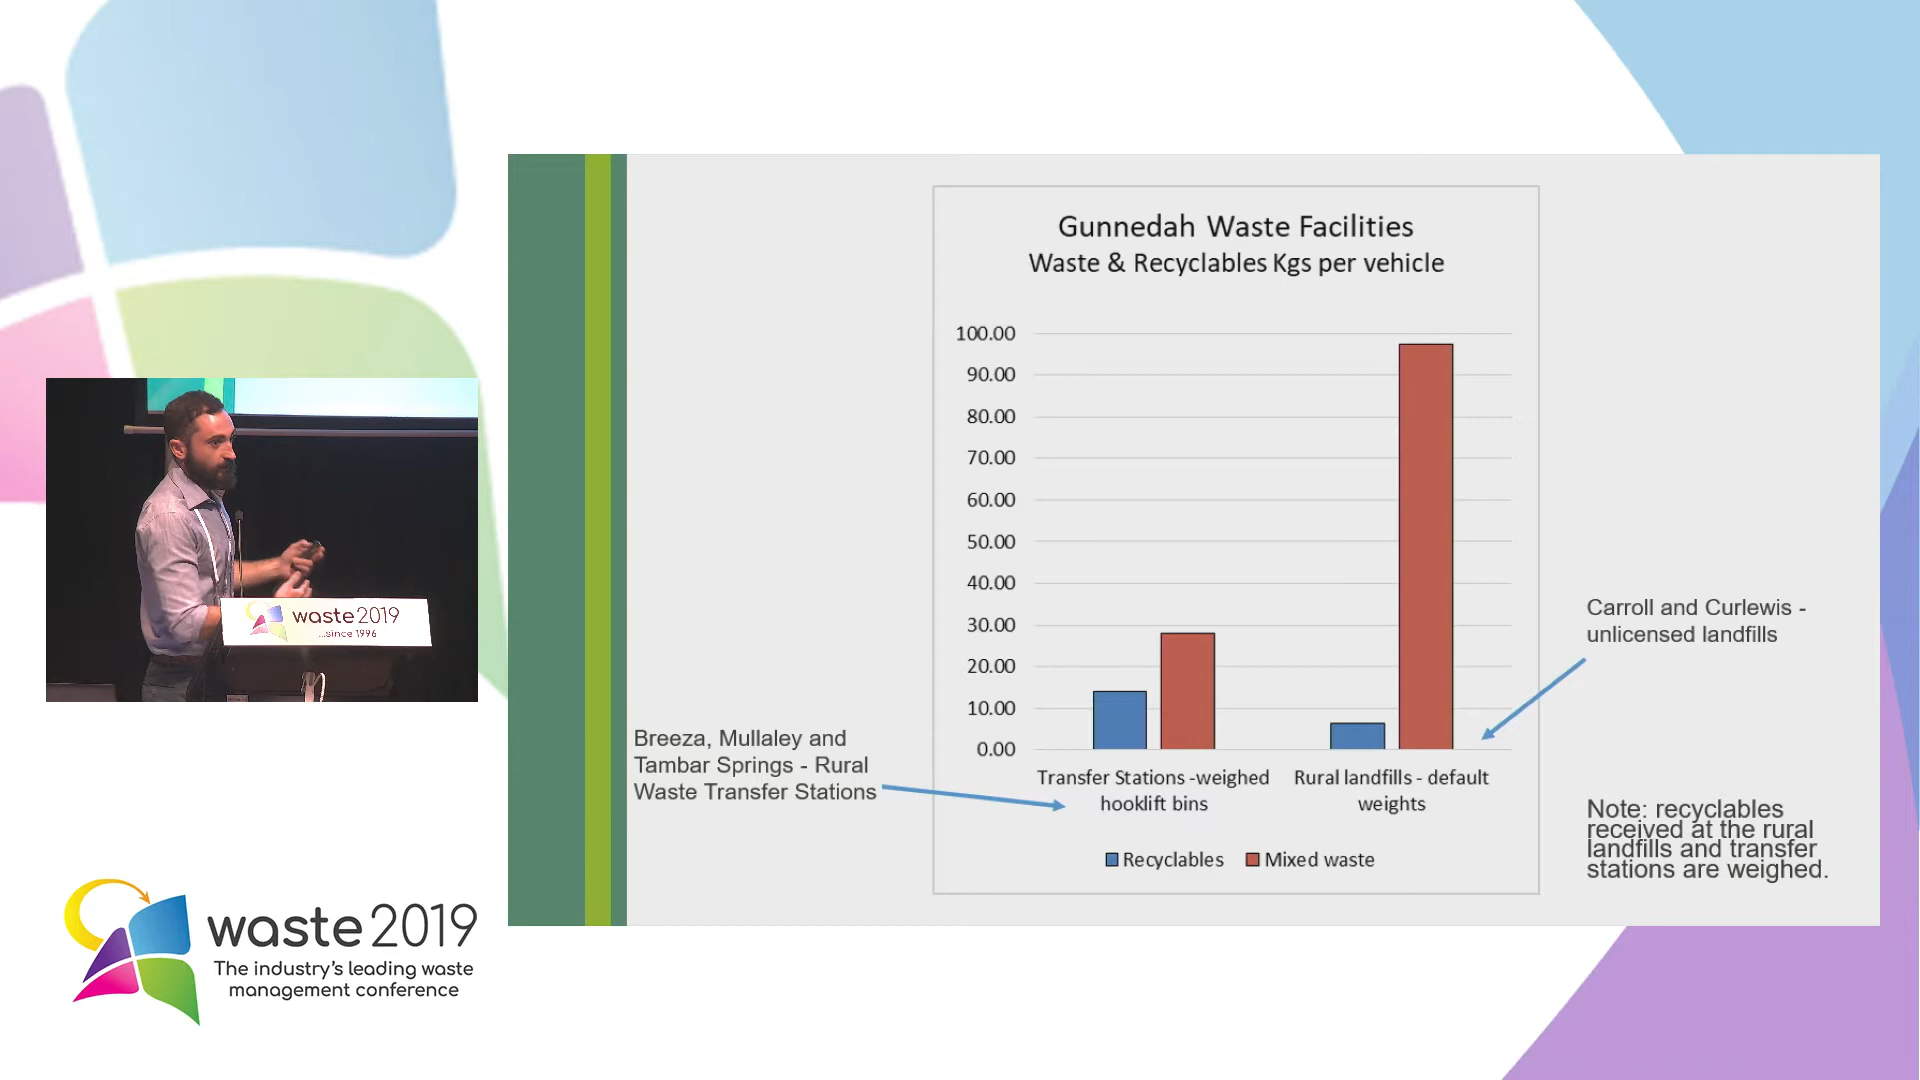 Gunnedah Waste Facilities
Waste & Recyclables Kgs per vehicle
100.00
90.00
80.00
70.00
60.00
50.00
40.00
30.00
20.00
10.00
0.00
Transfer Stations -weighed
hooklift bins
Rural landfills - default
weights
Recyclables
Mixed waste
Breeza, Mullaley and
Tambar Springs - Rural
Waste Transfer Stations
Carroll and Curlewis -
unlicensed landfills
Note: recyclables
received at the rural
landfills and transfer
stations are weighed.
waste2019
...since 1996
waste 2019
The industry's leading waste
management conference